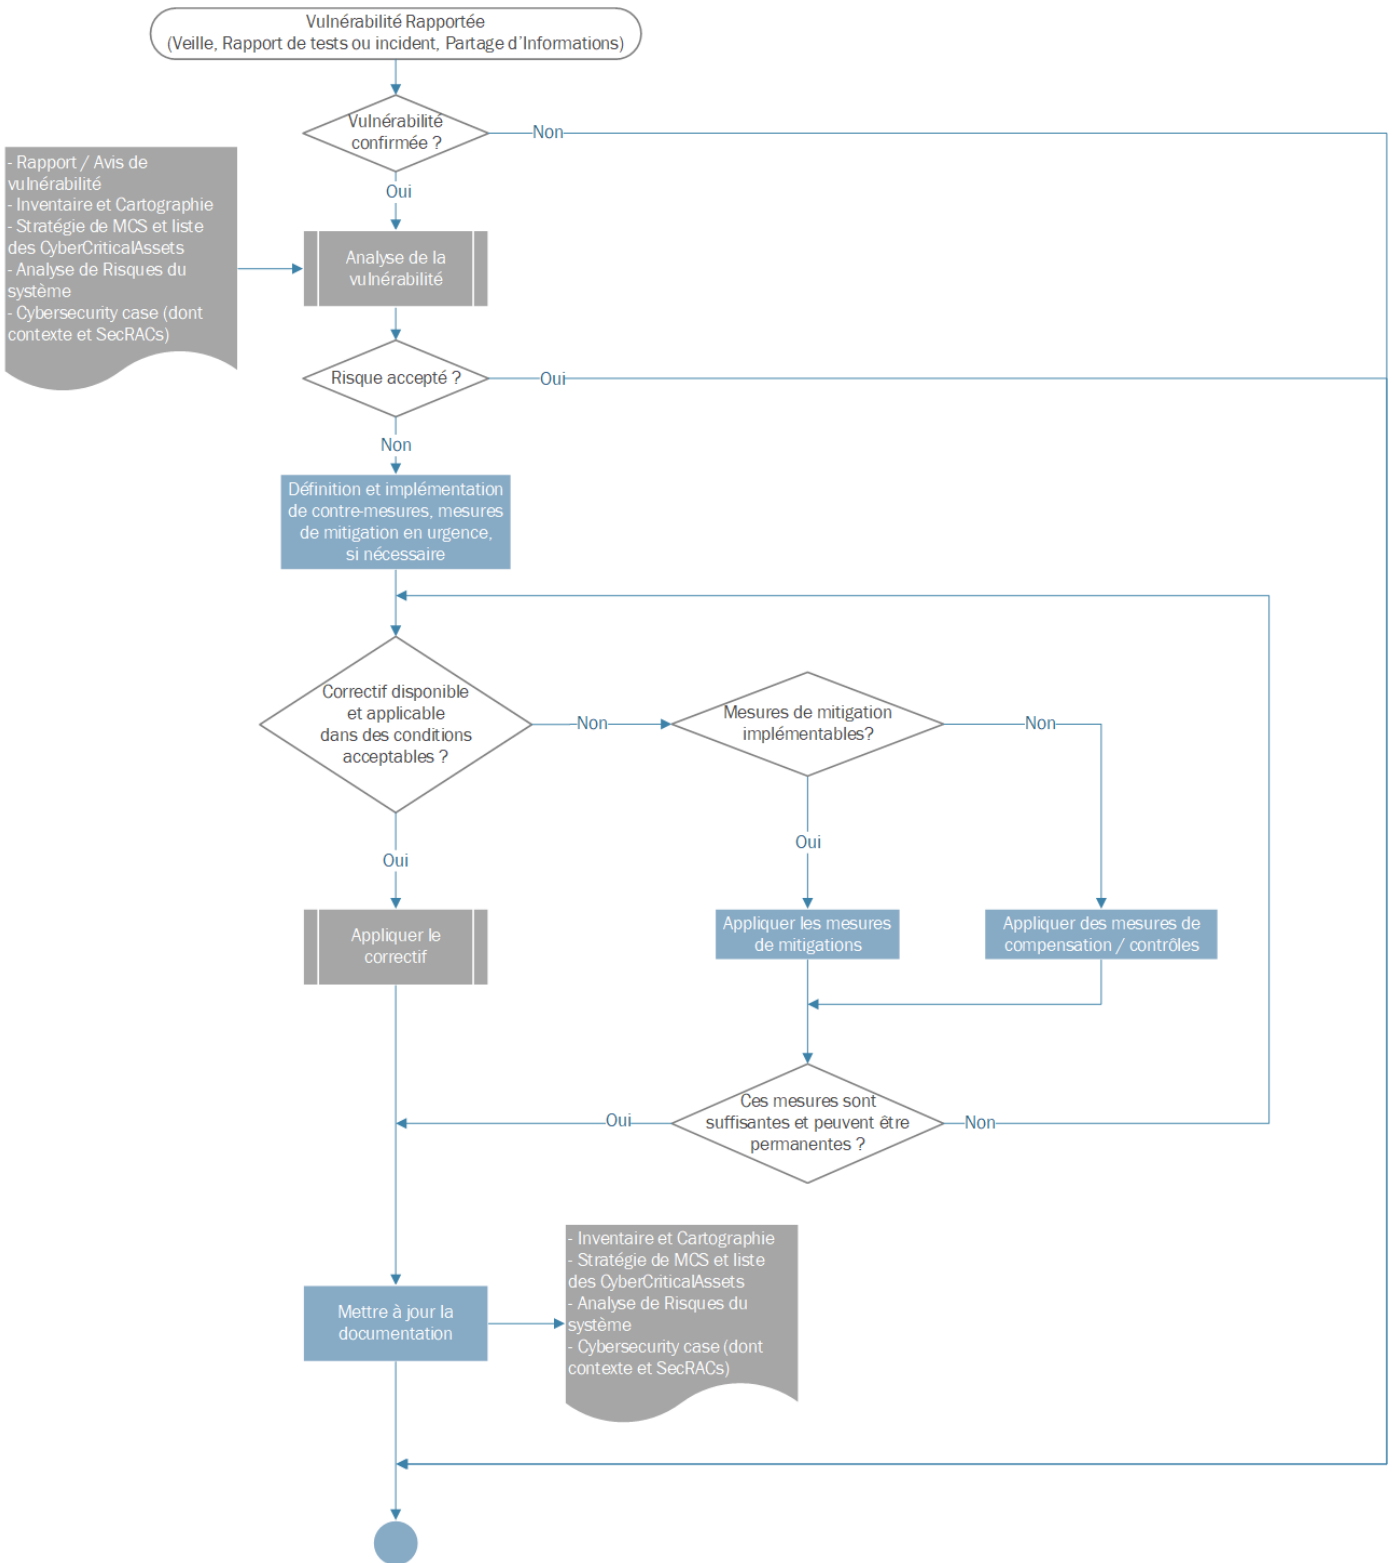 Vulnérabilité Rapportée
(Veille, Rapport de tests ou incident, Partage d'Informations)
Vulnérabilité
confirmée ?
Non
Oui
- Rapport / Avis de
vulnérabilité
- Inventaire et Cartographie
- Stratégie de MCS et liste
des CyberCriticalAssets
- Analyse de Risques du
système
- Cybersecurity case (dont
contexte et SecRACs)
Analyse de la
vulnérabilité
Risque accepté ?
Oui
Non
Définition et implémentation
de contre-mesures, mesures
de mitigation en urgence,
si nécessaire
Correctif disponible
et applicable
dans des conditions
acceptables ?
Non
Mesures de mitigation
implémentables?
Non
Oui
Oui
Appliquer le
correctif
Appliquer les mesures
de mitigations
Appliquer des mesures de
compensation / contrôles
Ces mesures sont
suffisantes et peuvent être
permanentes ?
Oui
Non
- Inventaire et Cartographie
- Stratégie de MCS et liste
des CyberCriticalAssets
- Analyse de Risques du
système
- Cybersecurity case (dont
contexte et SecRACs)
Mettre à jour la
documentation